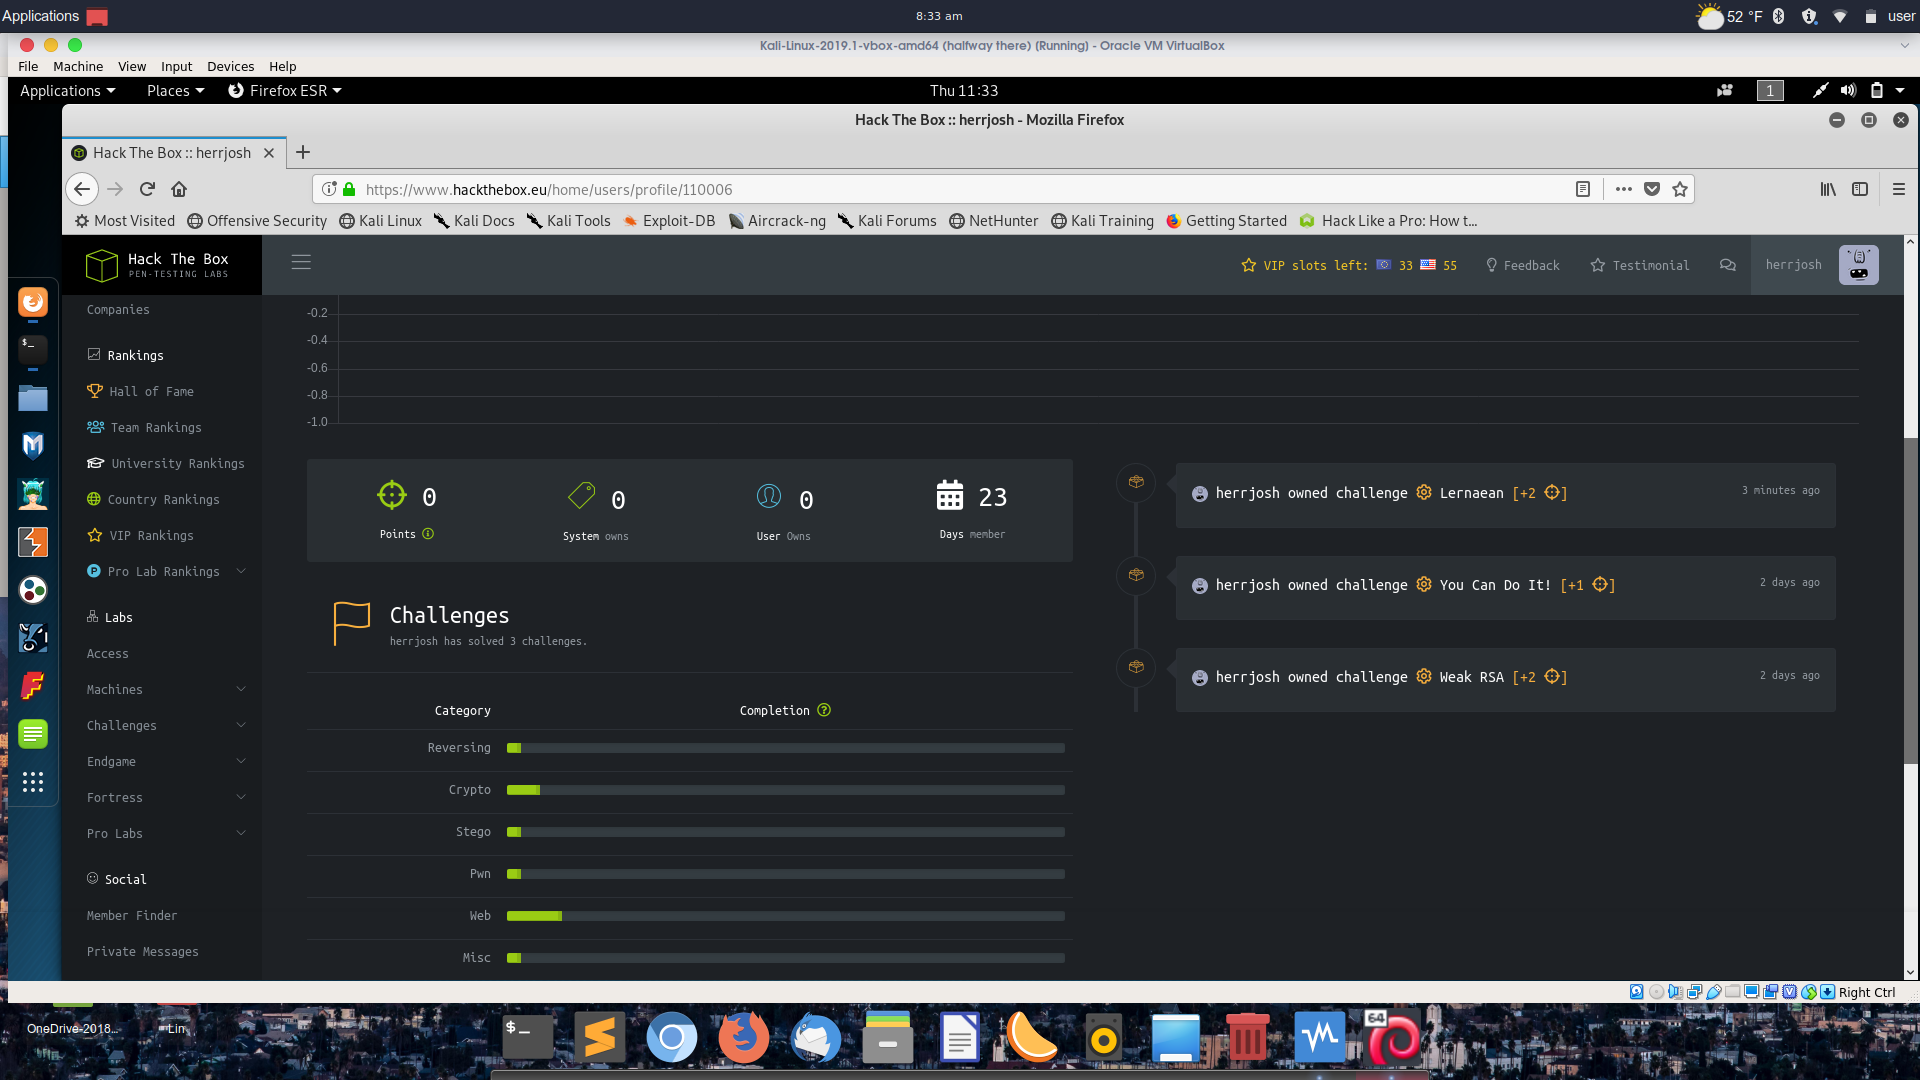 Applications
8:33 am
52 °F
user
Kali-Linux-2019.1-vbox-amd64 (halfway there) [Running] - Oracle VM VirtualBox
File Machine View Input Devices Help
Applications Places Firefox ESR
Thu 11:33
1
Hack The Box :: herrjosh - Mozilla Firefox
Hack The Box :: herrjosh
https://www.hackthebox.eu/home/users/profile/110006
Most Visited Offensive Security Kali Linux Kali Docs Kali Tools Exploit-DB Aircrack-ng Kali Forums NetHunter Kali Training Getting Started Hack Like a Pro: How t...
Hack The Box
PEN-TESTING LABS
VIP slots left: 33 55
Feedback
Testimonial
herrjosh
Companies
Rankings
Hall of Fame
Team Rankings
University Rankings
Country Rankings
VIP Rankings
Pro Lab Rankings
Labs
Access
Machines
Challenges
Endgame
Fortress
Pro Labs
Social
Member Finder
Private Messages
-0.2
-0.4
-0.6
-0.8
-1.0
0
Points
0
System owns
0
User Owns
23
Days member
Challenges
herrjosh has solved 3 challenges.
Category Completion
Reversing
Crypto
Stego
Pwn
Web
Misc
herrjosh owned challenge Lernaean [+2 ]
3 minutes ago
herrjosh owned challenge You Can Do It! [+1 ]
2 days ago
herrjosh owned challenge Weak RSA [+2 ]
2 days ago
Right Ctrl
OneDrive-2018...
Lin
64